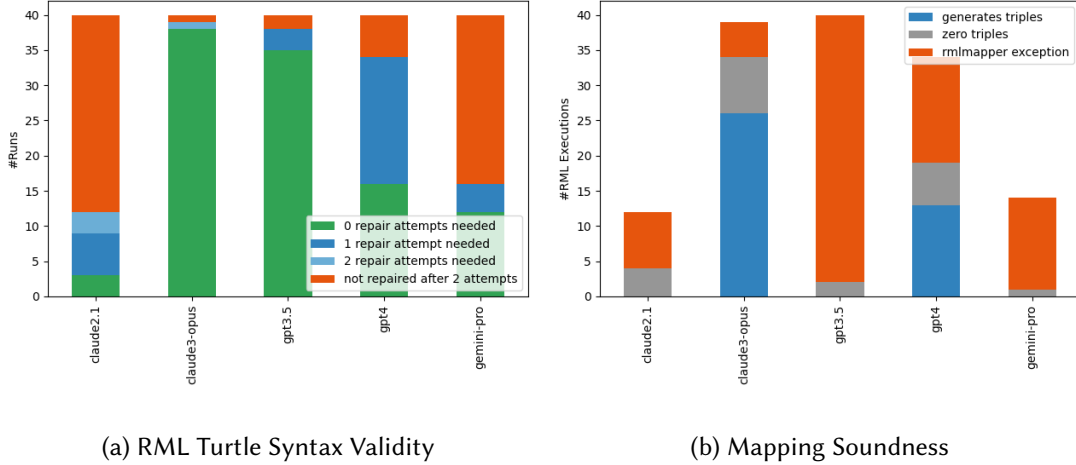 40
35
30
25
20
15
10
5
0
#Runs
0 repair attempts needed
1 repair attempt needed
2 repair attempts needed
not repaired after 2 attempts
claude2.1
claude3-opus
gpt3.5
gpt4
gemini-pro
(a) RML Turtle Syntax Validity
40
35
30
25
20
15
10
5
0
#RML Executions
generates triples
zero triples
rmlmapper exception
claude2.1
claude3-opus
gpt3.5
gpt4
gemini-pro
(b) Mapping Soundness